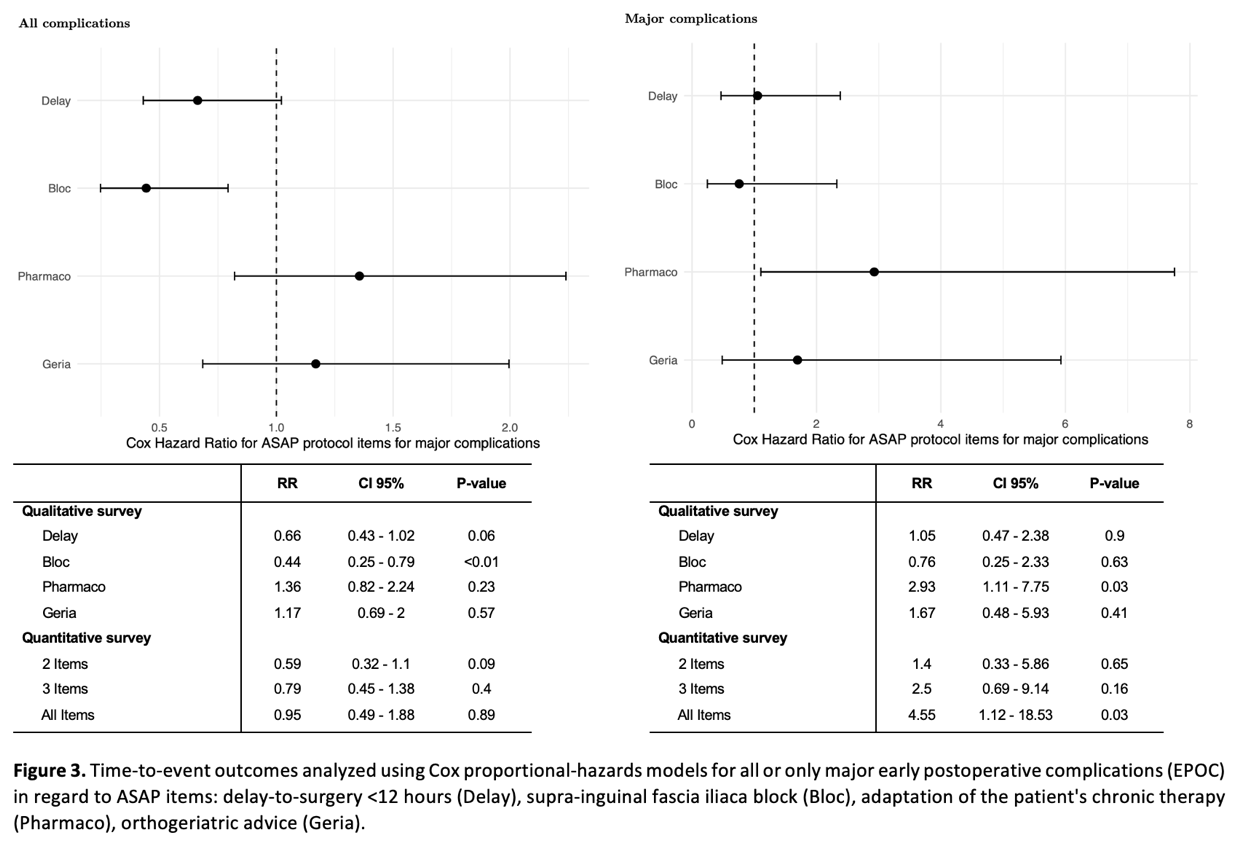 All complications
Delay
Bloc
Pharmaco
Geria
0.5 1.0 1.5 2.0
Cox Hazard Ratio for ASAP protocol items for major complications
RR CI 95% P-value
Qualitative survey
Delay 0.66 0.43 - 1.02 0.06
Bloc 0.44 0.25 - 0.79 <0.01
Pharmaco 1.36 0.82 - 2.24 0.23
Geria 1.17 0.69 - 2 0.57
Quantitative survey
2 Items 0.59 0.32 - 1.1 0.09
3 Items 0.79 0.45 - 1.38 0.4
All Items 0.95 0.49 - 1.88 0.89
Major complications
Delay
Bloc
Pharmaco
Geria
0 2 4 6 8
Cox Hazard Ratio for ASAP protocol items for major complications
RR CI 95% P-value
Qualitative survey
Delay 1.05 0.47 - 2.38 0.9
Bloc 0.76 0.25 - 2.33 0.63
Pharmaco 2.93 1.11 - 7.75 0.03
Geria 1.67 0.48 - 5.93 0.41
Quantitative survey
2 Items 1.4 0.33 - 5.86 0.65
3 Items 2.5 0.69 - 9.14 0.16
All Items 4.55 1.12 - 18.53 0.03
Figure 3. Time-to-event outcomes analyzed using Cox proportional-hazards models for all or only major early postoperative complications (EPOC)
in regard to ASAP items: delay-to-surgery <12 hours (Delay), supra-inguinal fascia iliaca block (Bloc), adaptation of the patient's chronic therapy
(Pharmaco), orthogeriatric advice (Geria).